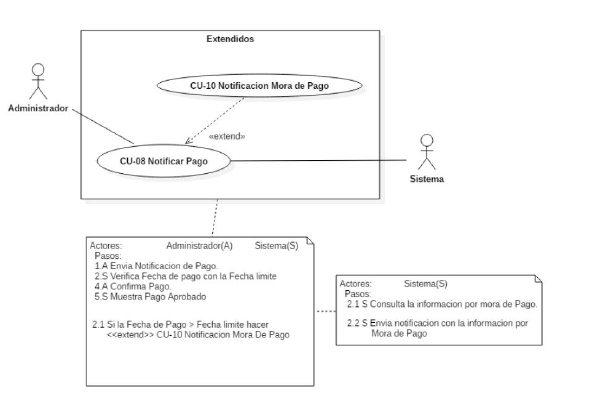 Extendidos
CU-10 Notificacion Mora de Pago
Administrador
«extend»
CU-08 Notificar Pago
Sistema
Actores: Administrador(A) Sistema(S)
Pasos:
1.A Envia Notificacion de Pago.
2.S Verifica Fecha de pago con la Fecha limite
4.A Confirma Pago.
5.S Muestra Pago Aprobado
2.1 Si la Fecha de Pago > Fecha limite hacer
<<extend>> CU-10 Notificacion Mora De Pago
Actores: Sistema(S)
Pasos:
2.1 S Consulta la informacion por mora de Pago.
2.2 S Envia notificacion con la informacion por
Mora de Pago